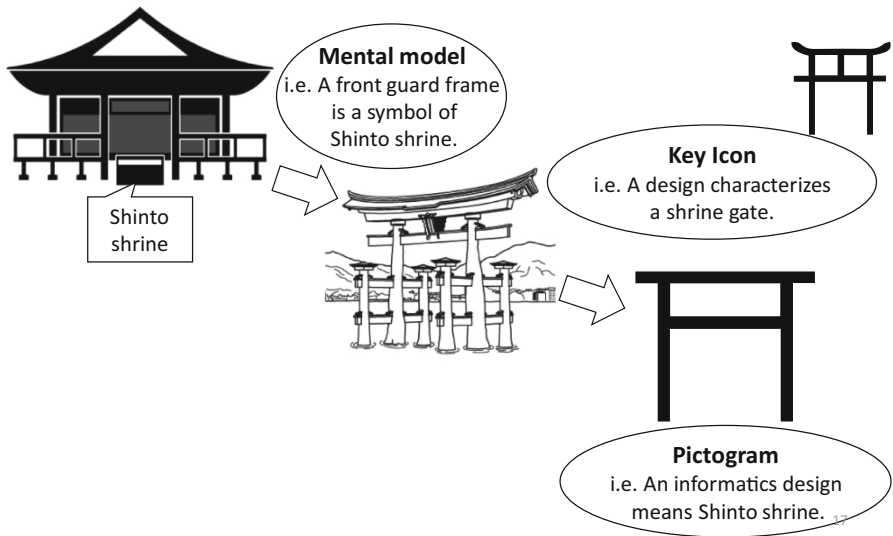 Mental model
i.e. A front guard frame
is a symbol of
Shinto shrine.
Shinto
shrine
Key Icon
i.e. A design characterizes
a shrine gate.
Pictogram
i.e. An informatics design
means Shinto shrine.
17